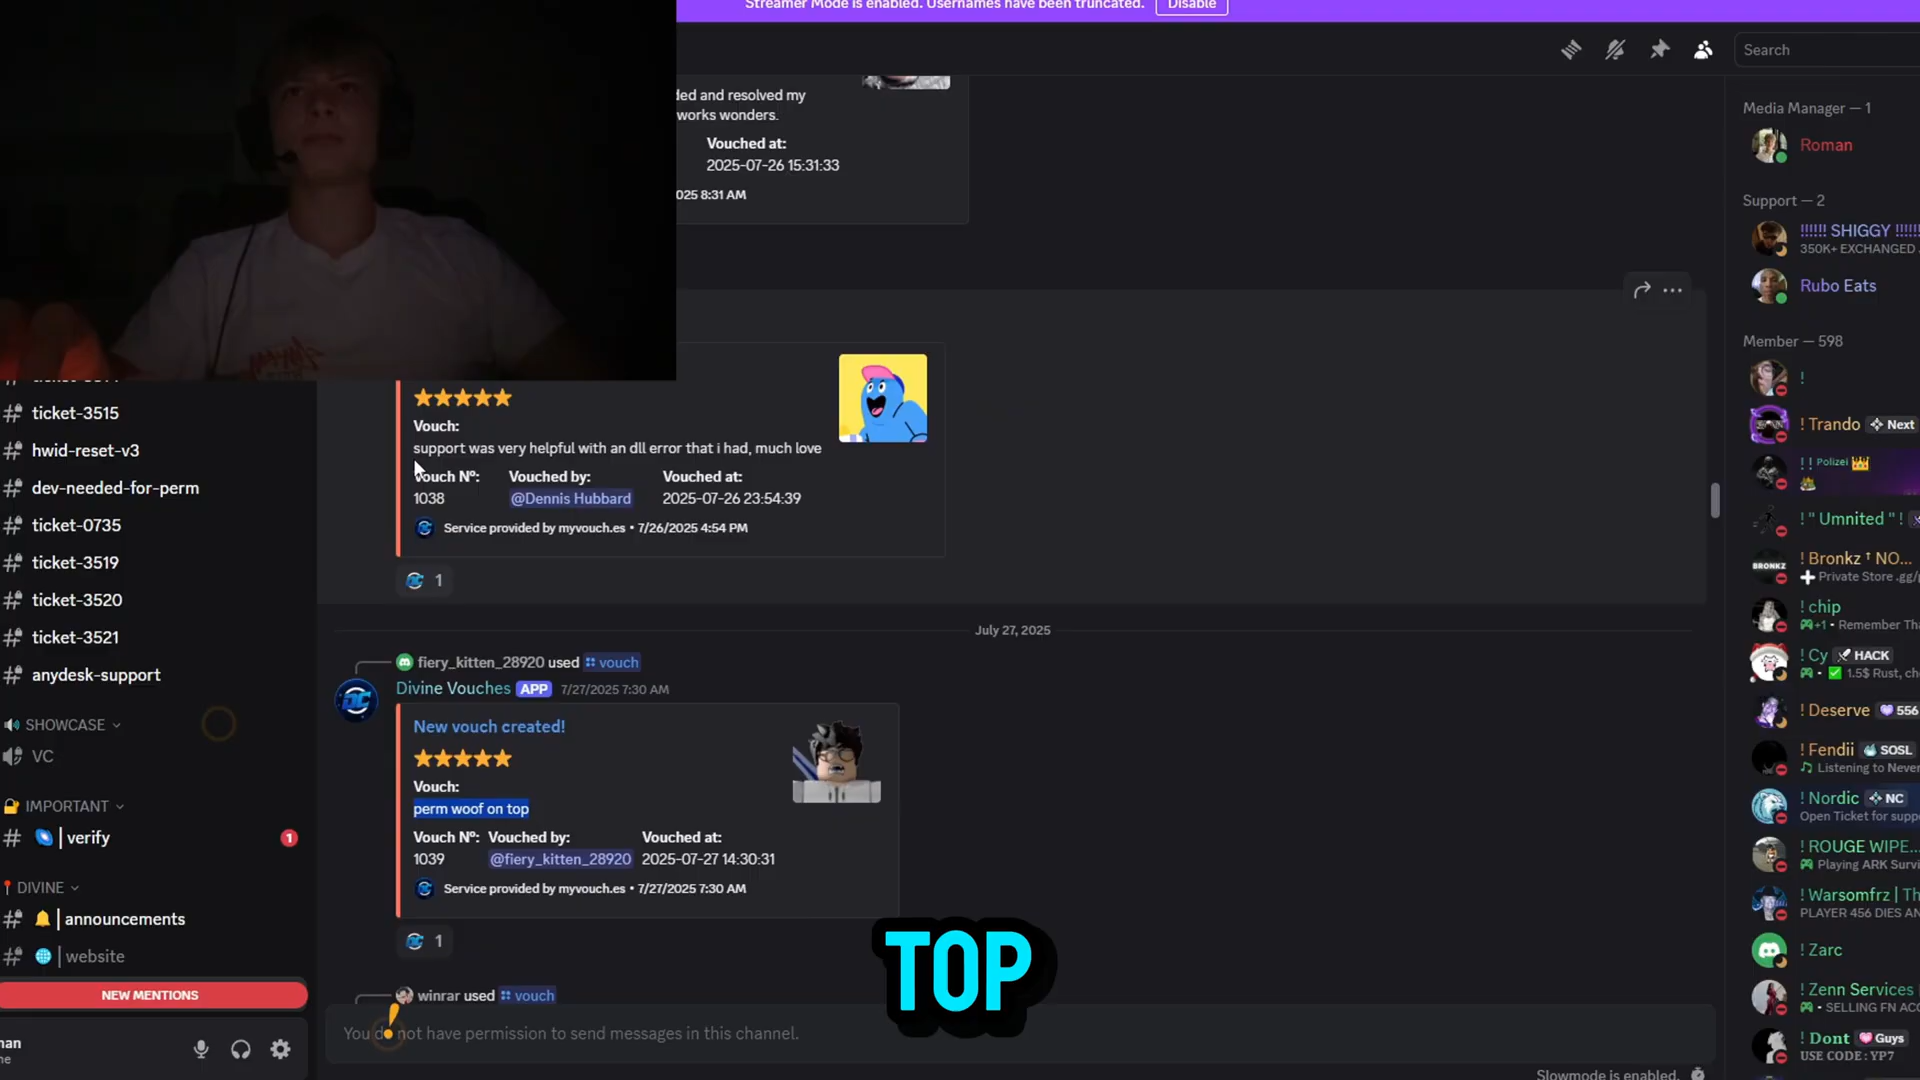 Streamer Mode is enabled. Usernames have been truncated.
Disable
Search
ded and resolved my
works wonders.
Vouched at:
2025-07-26 15:31:33
025 8:31 AM
Vouch:
support was very helpful with an dll error that i had, much love
Vouch Nº: Vouched by: Vouched at:
1038 @Dennis Hubbard 2025-07-26 23:54:39
Service provided by myvouch.es • 7/26/2025 4:54 PM
1
July 27, 2025
fiery_kitten_28920 used vouch
Divine Vouches APP 7/27/2025 7:30 AM
New vouch created!
Vouch:
perm woof on top
Vouch Nº: Vouched by: Vouched at:
1039 @fiery_kitten_28920 2025-07-27 14:30:31
Service provided by myvouch.es • 7/27/2025 7:30 AM
1
TOP
winrar used vouch
You do not have permission to send messages in this channel.
Slowmode is enabled.
ticket-3515
hwid-reset-v3
dev-needed-for-perm
ticket-0735
ticket-3519
ticket-3520
ticket-3521
anydesk-support
SHOWCASE
VC
IMPORTANT
verify
1
DIVINE
announcements
website
NEW MENTIONS
Media Manager — 1
Roman
Support — 2
!!!!!! SHIGGY !!!!!!
350K+ EXCHANGED
Rubo Eats
Member — 598
!
! Trando Next
!! Polizei
! " Umnited " !
! Bronkz † NO...
BRONKZ
Private Store .gg/
! chip
+1 • Remember Tha
! Cy HACK
1.5$ Rust, ch
! Deserve 556
! Fendii SOSL
Listening to Never
! Nordic NC
Open Ticket for supp
! ROUGE WIPE...
Playing ARK Survi
! Warsomfrz | Th
PLAYER 456 DIES AN
! Zarc
! Zenn Services
• SELLING FN ACC
! Dont Guys
USE CODE : YP7